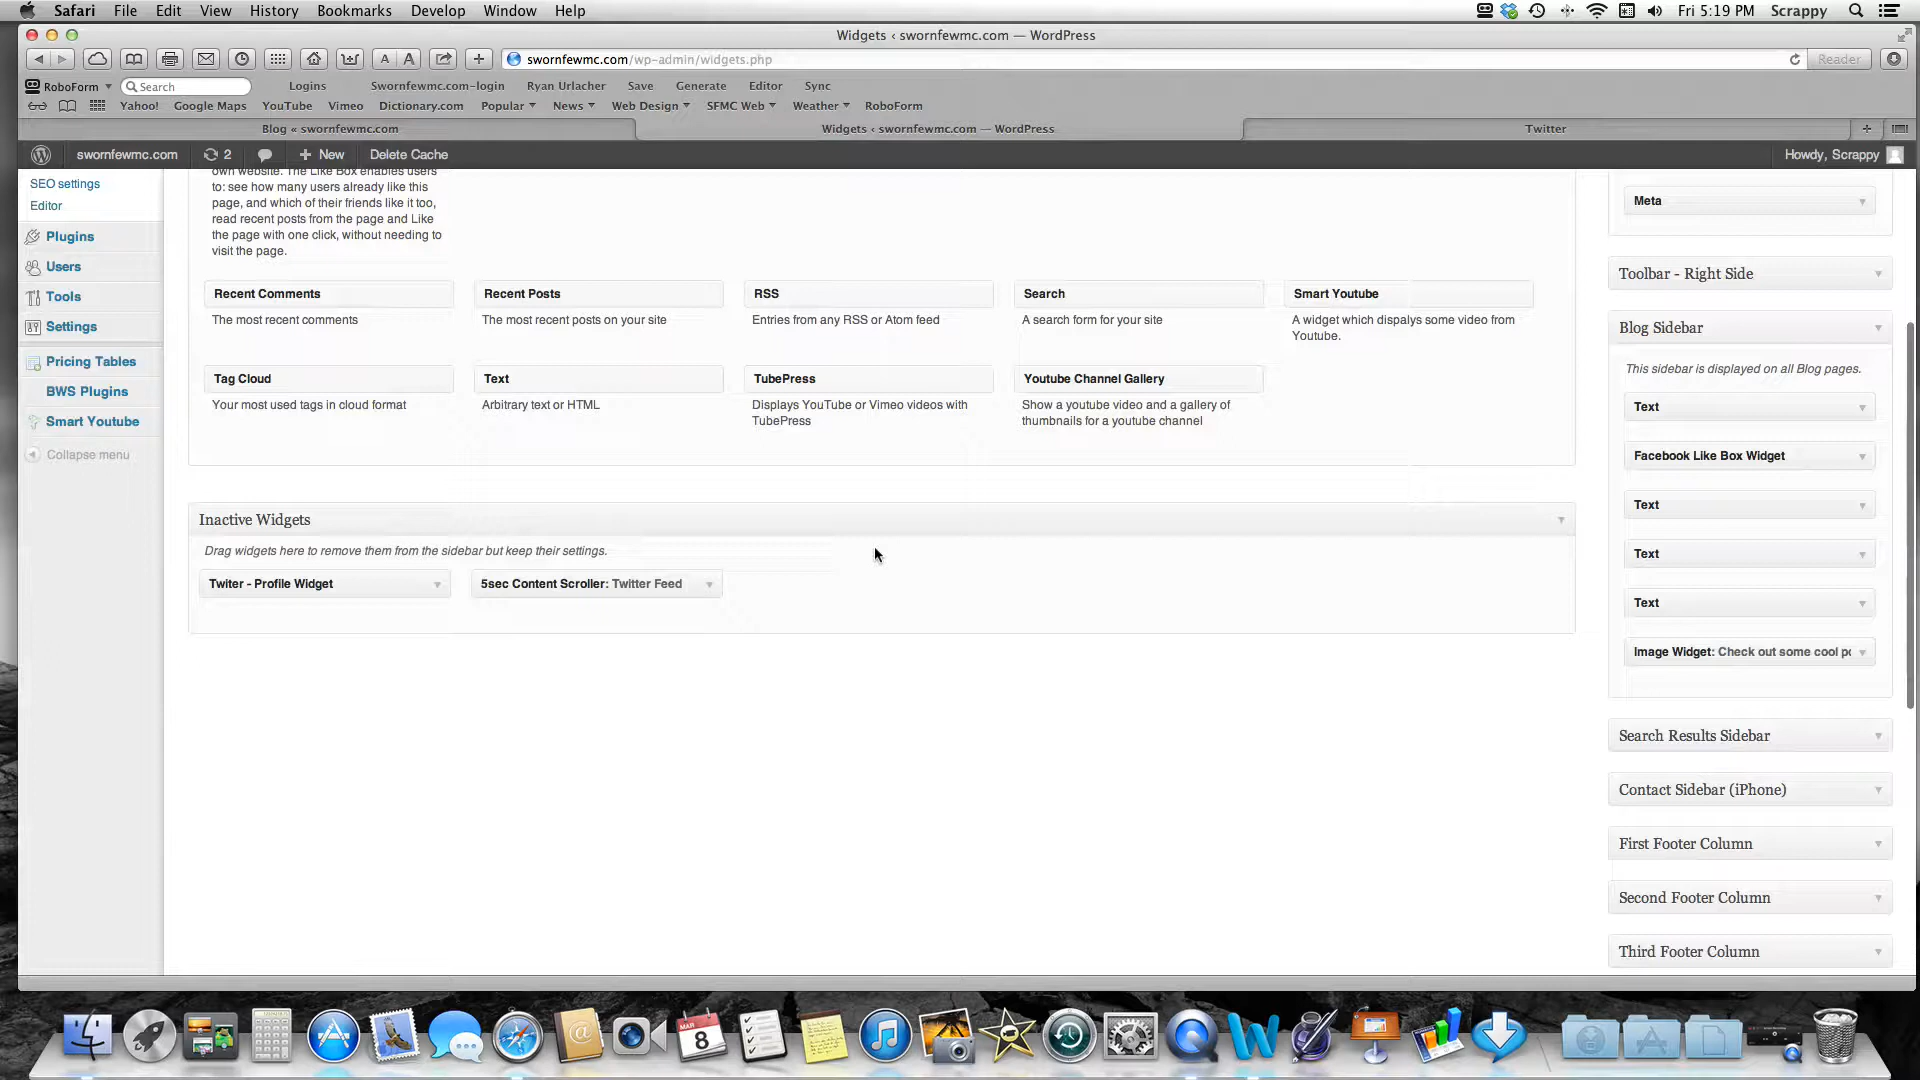 Safari File Edit View History Bookmarks Develop Window Help Fri 5:19 PM Scrappy
Widgets ‹ swornfewmc.com — WordPress
A A swornfewmc.com/wp-admin/widgets.php Reader
RoboForm Search Logins Swornfewmc.com-login Ryan Urlacher Save Generate Editor Sync
Yahoo! Google Maps YouTube Vimeo Dictionary.com Popular News Web Design SFMC Web Weather RoboForm
Blog « swornfewmc.com Widgets ‹ swornfewmc.com — WordPress Twitter
swornfewmc.com 2 New Delete Cache Howdy, Scrappy
SEO settings
Editor
Plugins
Users
Tools
Settings
Pricing Tables
BWS Plugins
Smart Youtube
Collapse menu
own website. The Like Box enables users
to: see how many users already like this
page, and which of their friends like it too,
read recent posts from the page and Like
the page with one click, without needing to
visit the page.
Recent Comments Recent Posts RSS Search Smart Youtube
The most recent comments The most recent posts on your site Entries from any RSS or Atom feed A search form for your site A widget which dispalys some video from
Youtube.
Tag Cloud Text TubePress Youtube Channel Gallery
Your most used tags in cloud format Arbitrary text or HTML Displays YouTube or Vimeo videos with Show a youtube video and a gallery of
TubePress thumbnails for a youtube channel
Inactive Widgets
Drag widgets here to remove them from the sidebar but keep their settings.
Twiter - Profile Widget 5sec Content Scroller: Twitter Feed
Meta
Toolbar - Right Side
Blog Sidebar
This sidebar is displayed on all Blog pages.
Text
Facebook Like Box Widget
Text
Text
Text
Image Widget: Check out some cool po
Search Results Sidebar
Contact Sidebar (iPhone)
First Footer Column
Second Footer Column
Third Footer Column
MAR
8